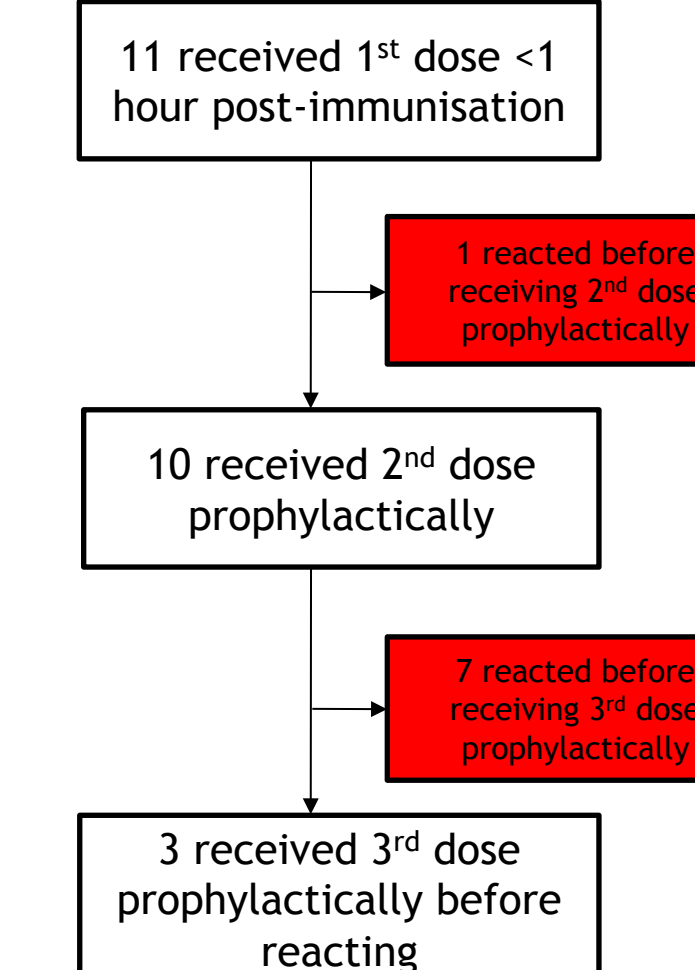 11 received 1st dose <1
hour post-immunisation
1 reacted before
receiving 2nd dose
prophylactically
10 received 2nd dose
prophylactically
7 reacted before
receiving 3rd dose
prophylactically
3 received 3rd dose
prophylactically before
reacting